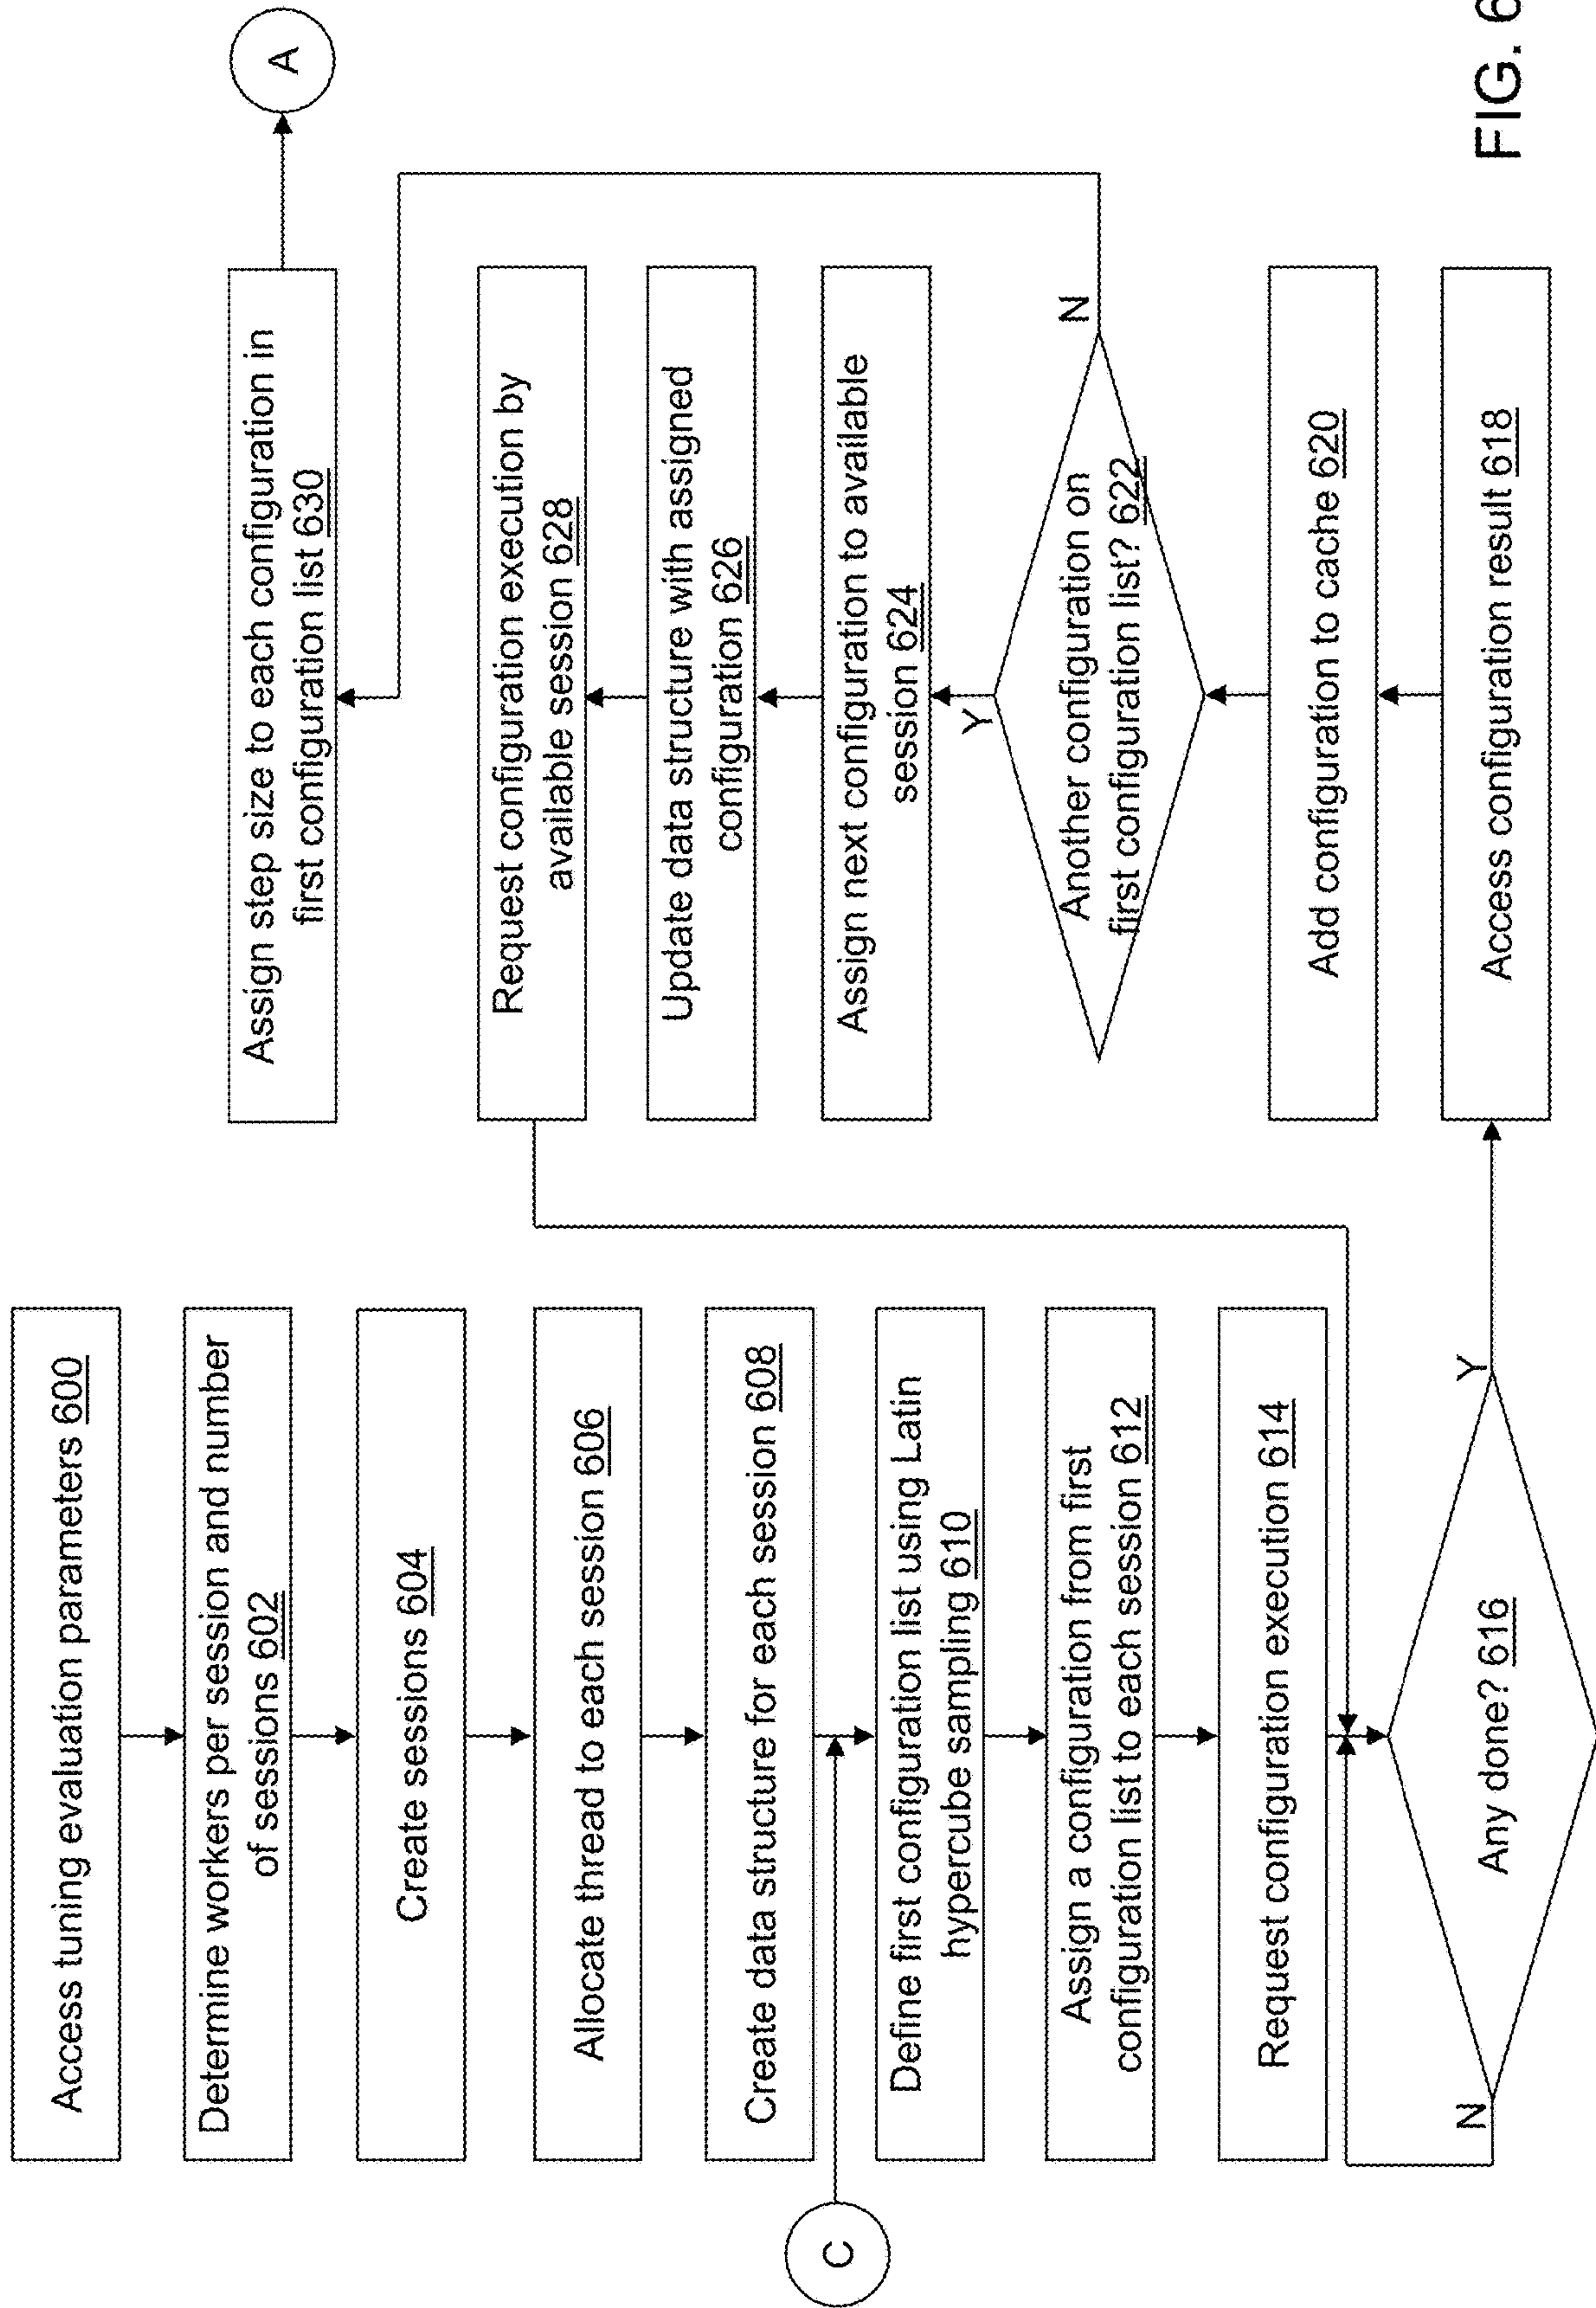 Access tuning evaluation parameters 600
Determine workers per session and number
of sessions 602
Create sessions 604
Allocate thread to each session 606
Create data structure for each session 608
C
Define first configuration list using Latin
hypercube sampling 610
Assign a configuration from first
configuration list to each session 612
Request configuration execution 614
Any done? 616
N
Y
A
Assign step size to each configuration in
first configuration list 630
Request configuration execution by
available session 628
Update data structure with assigned
configuration 626
Assign next configuration to available
session 624
Y
N
Another configuration on
first configuration list? 622
Add configuration to cache 620
Access configuration result 618
FIG. 6